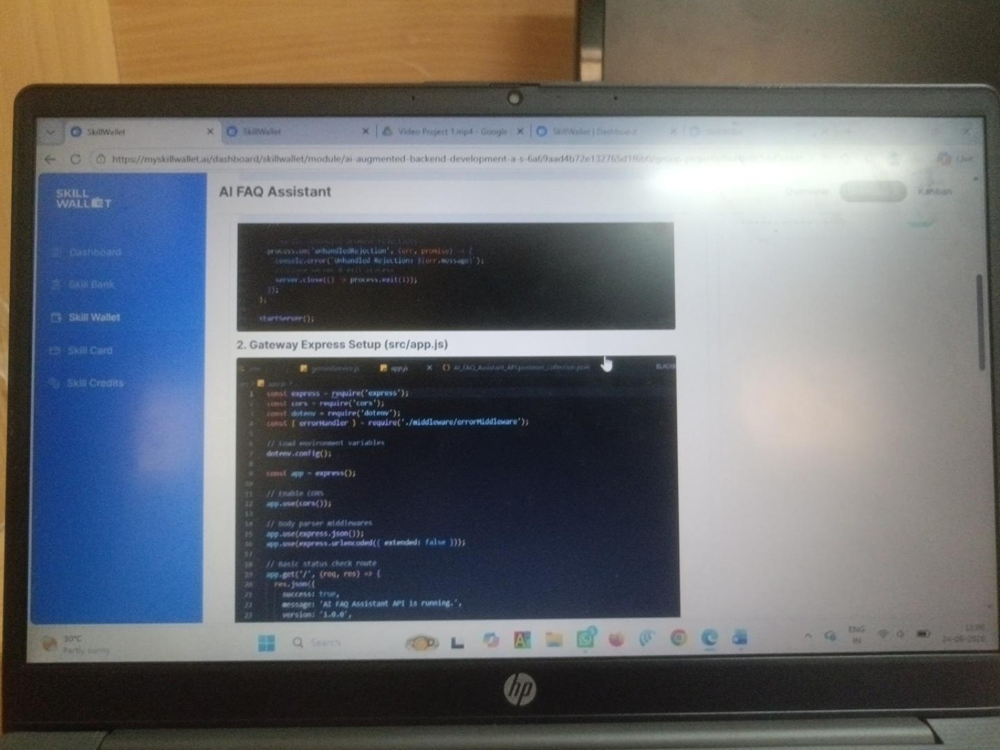 SkillWallet
SkillWallet
Video Project 1.mp4 - Google
SkillWallet | Dashboard
https://myskillwallet.ai/dashboard/skillwallet/module/ai-augmented-backend-development-a-s-6a69aad4b72e132765d1f6b0/group
SKILL
WALLET
AI FAQ Assistant
Kanban
Dashboard
Skill Bank
Skill Wallet
Skill Card
Skill Credits
process.on('unhandledRejection', (err, promise) => {
console.error(`Unhandled Rejection: ${err.message}`);
server.close(() => process.exit(1));
});
};
startServer();
2. Gateway Express Setup (src/app.js)
geminiService.js
app.js
AI_FAQ_Assistant_API.postman_collection.json
app.js
1 const express = require('express');
2 const cors = require('cors');
3 const dotenv = require('dotenv');
4 const { errorHandler } = require('./middleware/errorMiddleware');
5
6 // Load environment variables
7 dotenv.config();
8
9 const app = express();
10
11 // Enable CORS
12 app.use(cors());
13
14 // Body parser middlewares
15 app.use(express.json());
16 app.use(express.urlencoded({ extended: false }));
17
18 // Basic status check route
19 app.get('/', (req, res) => {
20 res.json({
21 success: true,
22 message: 'AI FAQ Assistant API is running.',
23 version: '1.0.0',
30°C
Partly sunny
Search
ENG
IN
hp